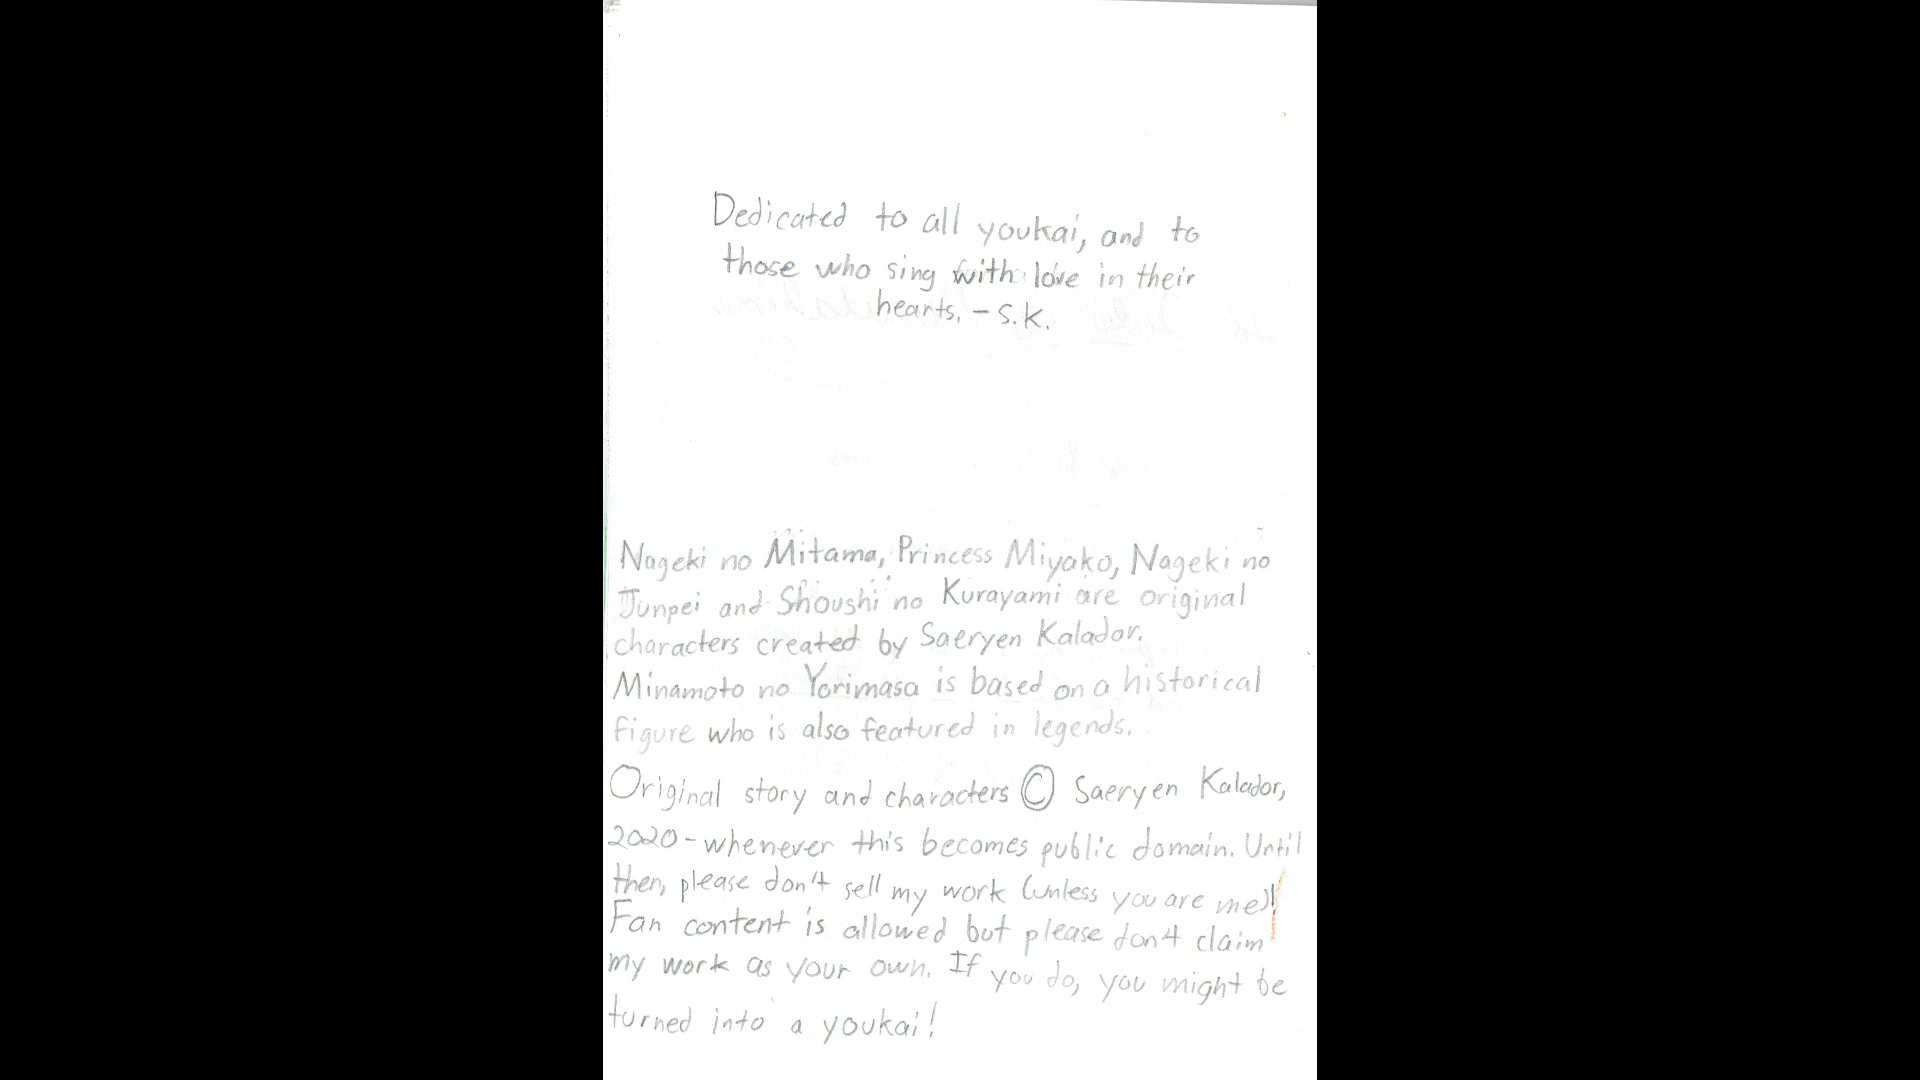 Dedicated to all youkai, and to
those who sing with love in their
hearts. - S.K.
Nageki no Mitama, Princess Miyako, Nageki no
Junpei and Shoushi no Kurayami are original
characters created by Saeryen Kalador.
Minamoto no Yorimasa is based on a historical
figure who is also featured in legends.
Original story and characters © Saeryen Kalador,
2020 - whenever this becomes public domain. Until
then, please don't sell my work (unless you are me)!
Fan content is allowed but please don't claim
my work as your own. If you do, you might be
turned into a youkai!